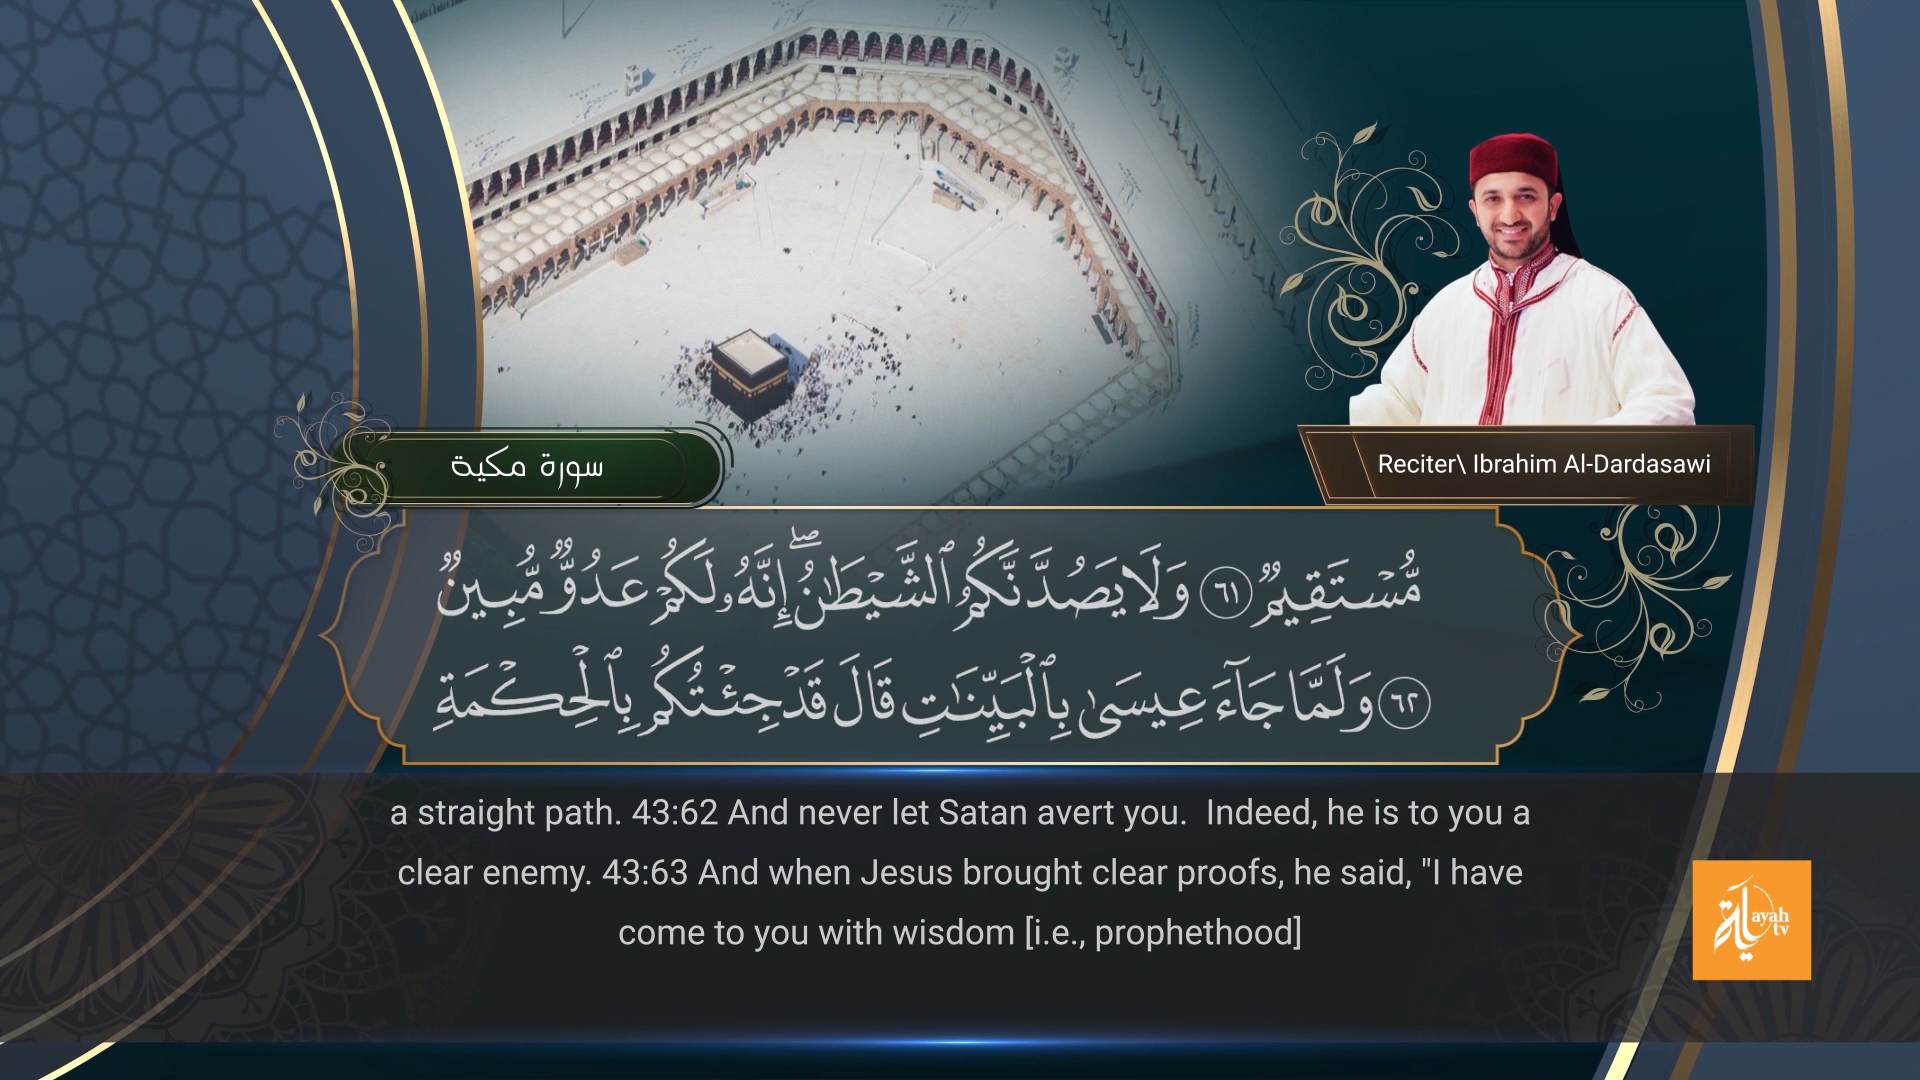 سورة مكية
Reciter\ Ibrahim Al-Dardasawi
مُّسْتَقِيمٌ ٦١ وَلَا يَصُدَّنَّكُمُ ٱلشَّيْطَٰنُ ۖ إِنَّهُۥ لَكُمْ عَدُوٌّ مُّبِينٌ
٦٢ وَلَمَّا جَآءَ عِيسَىٰ بِٱلْبَيِّنَٰتِ قَالَ قَدْ جِئْتُكُم بِٱلْحِكْمَةِ
a straight path. 43:62 And never let Satan avert you.  Indeed, he is to you a
clear enemy. 43:63 And when Jesus brought clear proofs, he said, "I have
come to you with wisdom [i.e., prophethood]
آية
ayah
tv